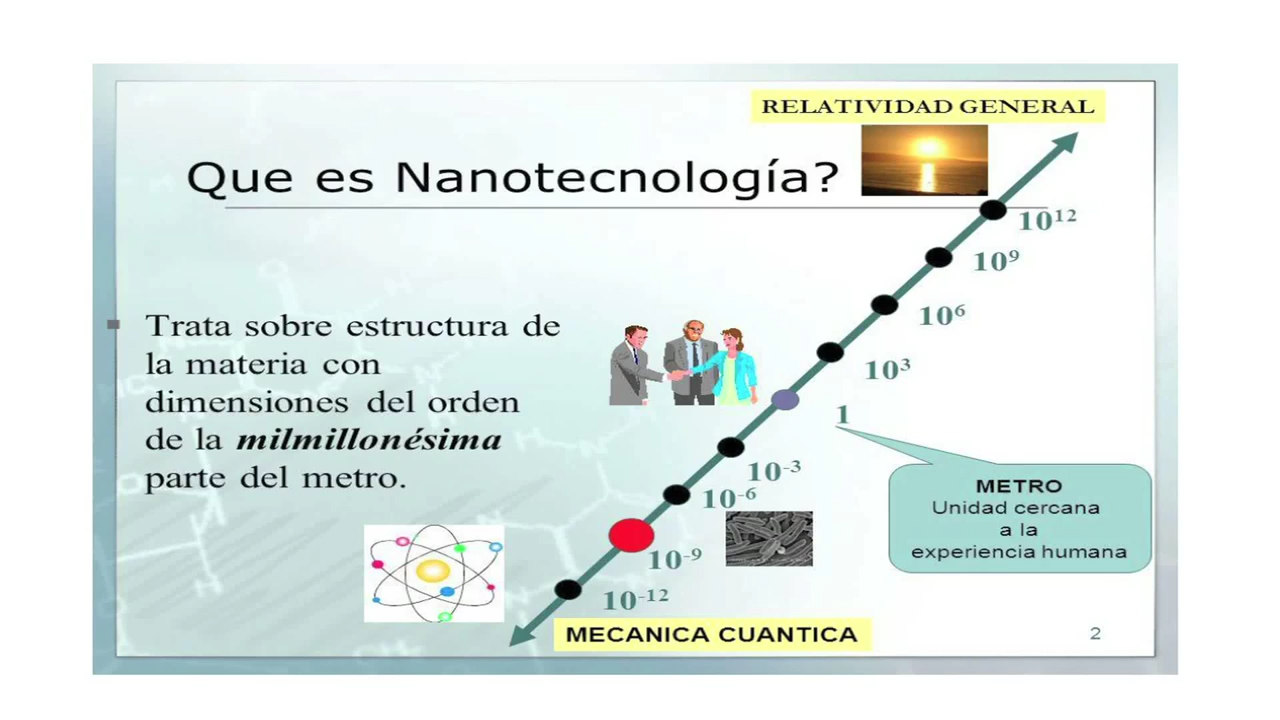 RELATIVIDAD GENERAL
Que es Nanotecnología?
10¹²
10⁹
10⁶
10³
1
Trata sobre estructura de
la materia con
dimensiones del orden
de la milmillonésima
parte del metro.
10⁻³
10⁻⁶
10⁻⁹
10⁻¹²
METRO
Unidad cercana
a la
experiencia humana
MECANICA CUANTICA
2